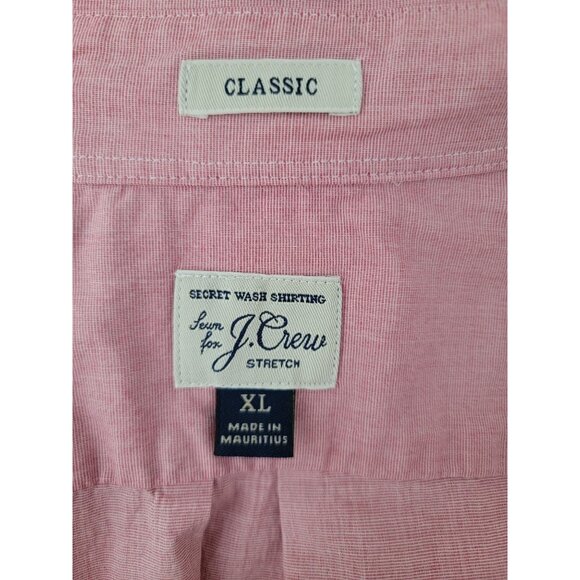 CLASSIC
SECRET WASH SHIRTING
Sewn for J.Crew
STRETCH
XL
MADE IN
MAURITIUS